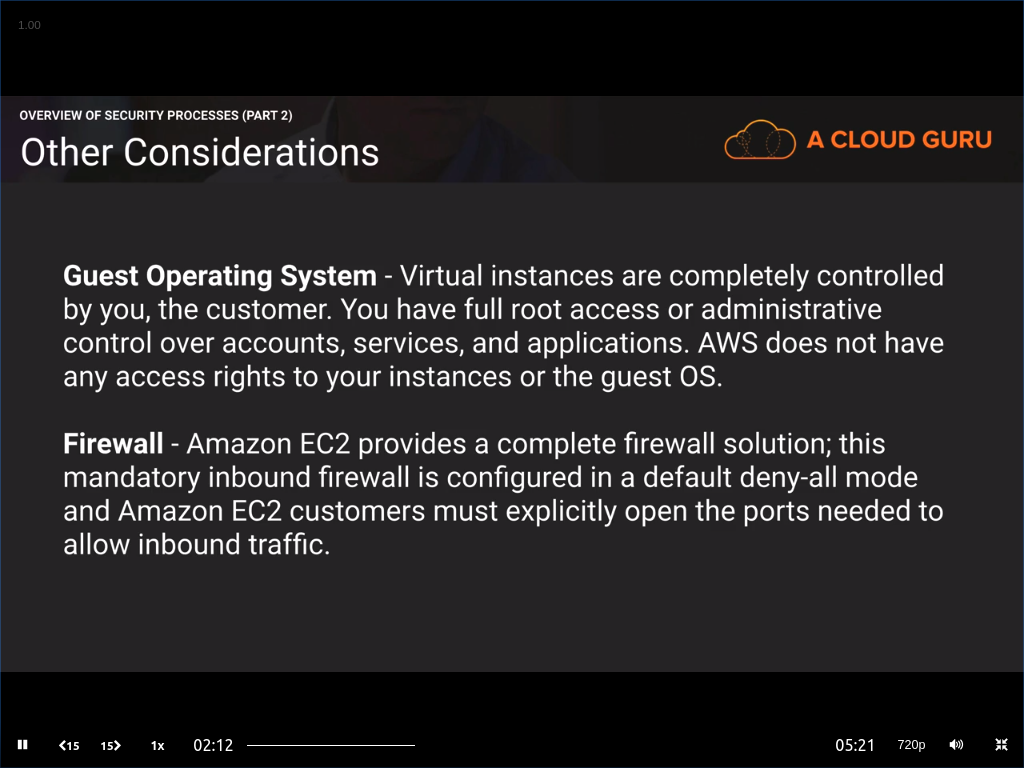 1.00
OVERVIEW OF SECURITY PROCESSES (PART 2)
Other Considerations
A CLOUD GURU
Guest Operating System - Virtual instances are completely controlled
by you, the customer. You have full root access or administrative
control over accounts, services, and applications. AWS does not have
any access rights to your instances or the guest OS.
Firewall - Amazon EC2 provides a complete firewall solution; this
mandatory inbound firewall is configured in a default deny-all mode
and Amazon EC2 customers must explicitly open the ports needed to
allow inbound traffic.
15 15 1x 02:12 05:21 720p